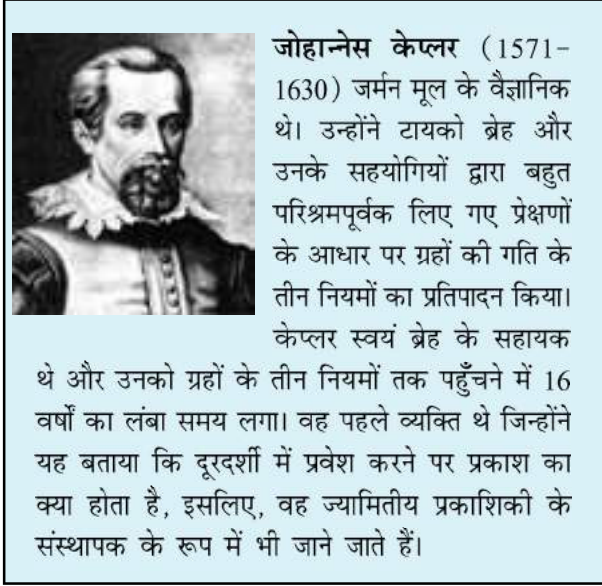 जोहान्नेस केप्लर (1571–
1630) जर्मन मूल के वैज्ञानिक
थे। उन्होंने टायको ब्रेह और
उनके सहयोगियों द्वारा बहुत
परिश्रमपूर्वक लिए गए प्रेक्षणों
के आधार पर ग्रहों की गति के
तीन नियमों का प्रतिपादन किया।
केप्लर स्वयं ब्रेह के सहायक
थे और उनको ग्रहों के तीन नियमों तक पहुँचने में 16
वर्षों का लंबा समय लगा। वह पहले व्यक्ति थे जिन्होंने
यह बताया कि दूरदर्शी में प्रवेश करने पर प्रकाश का
क्या होता है, इसलिए, वह ज्यामितीय प्रकाशिकी के
संस्थापक के रूप में भी जाने जाते हैं।